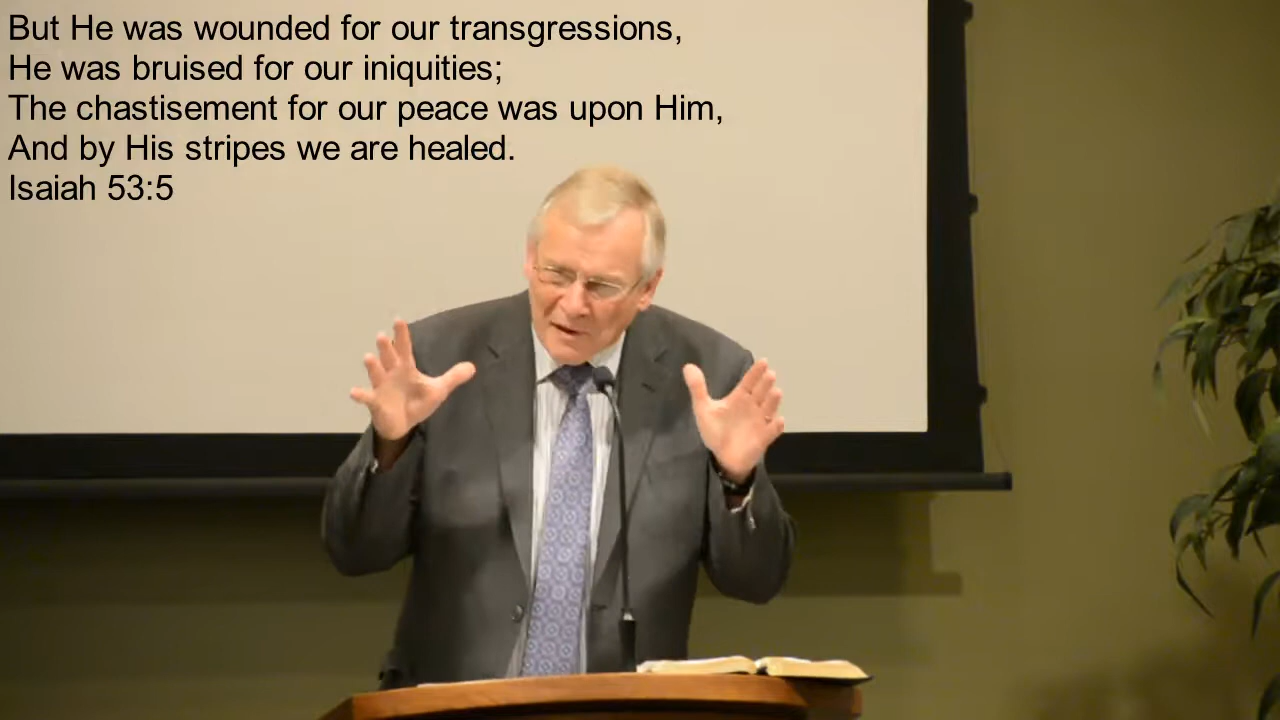 But He was wounded for our transgressions,
He was bruised for our iniquities;
The chastisement for our peace was upon Him,
And by His stripes we are healed.
Isaiah 53:5